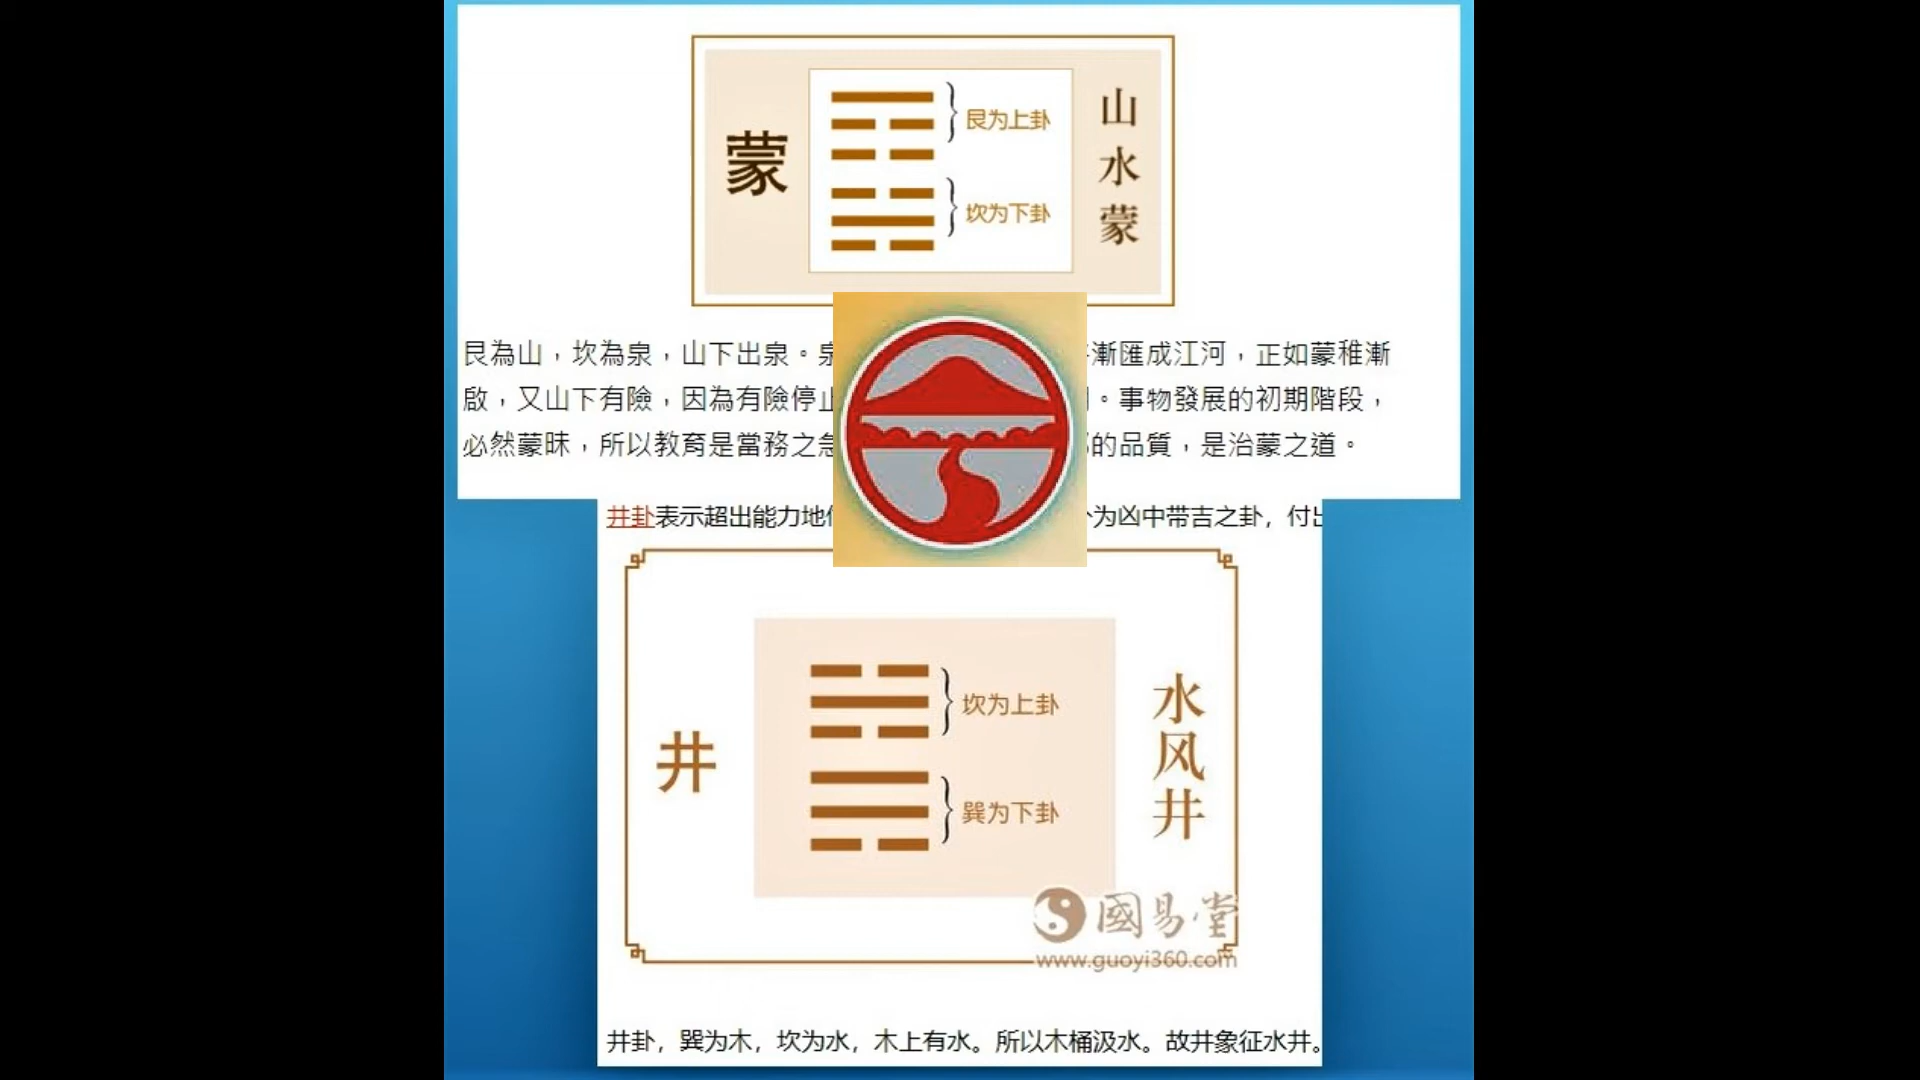 蒙
艮为上卦
坎为下卦
山水蒙
艮為山，坎為泉，山下出泉。泉 漸匯成江河，正如蒙稚漸
啟，又山下有險，因為有險停止 。事物發展的初期階段，
必然蒙昧，所以教育是當務之急 的品質，是治蒙之道。
井卦表示超出能力地 为凶中带吉之卦，付出
井
坎为上卦
巽为下卦
水风井
國易堂
www.guoyi360.com
井卦，巽为木，坎为水，木上有水。所以木桶汲水。故井象征水井。